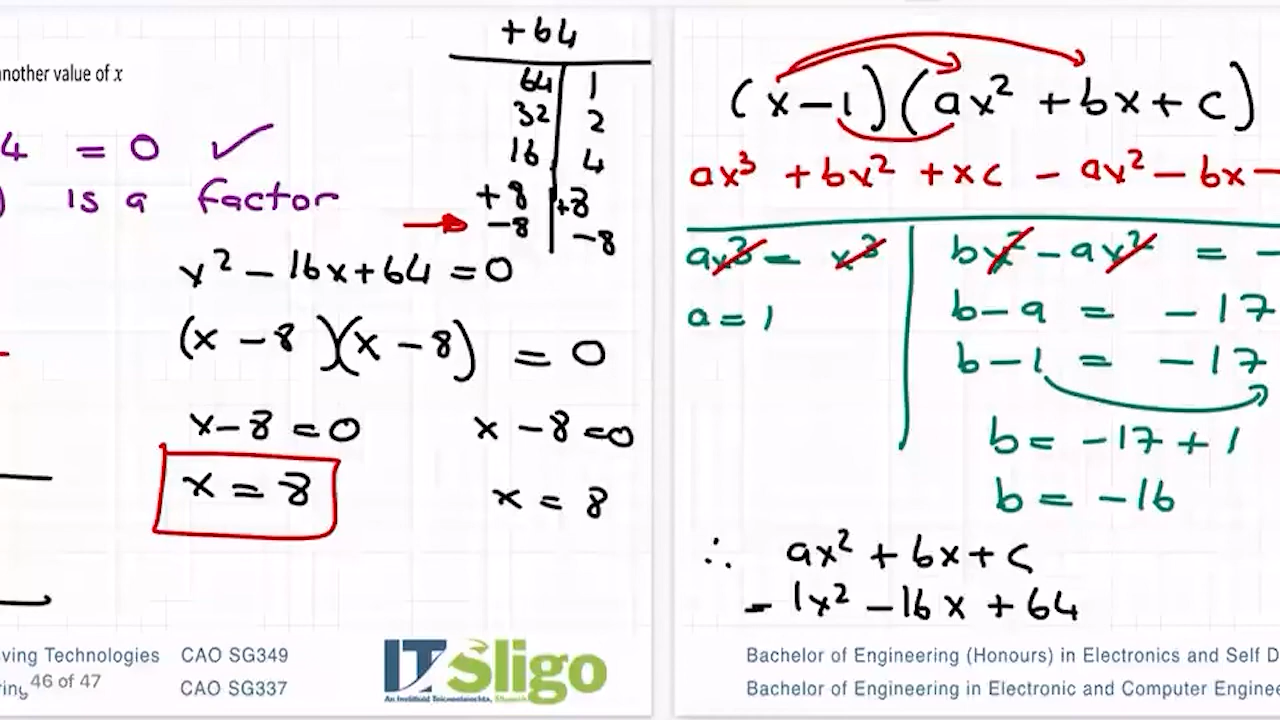 another value of x
4 = 0 ✓
) is a factor
+64
64 | 1
32 | 2
16 | 4
+8 | +8
→ -8 | -8
x² - 16x + 64 = 0
(x - 8)(x - 8) = 0
x - 8 = 0 x - 8 = 0
x = 8 x = 8
ving Technologies CAO SG349
ring CAO SG337
46 of 47
IT Sligo
An Institiúid Teicneolaíochta, Sligeach
(x - 1)(ax² + bx + c)
ax³ + bx² + xc - ax² - bx -
ax³ = x³
a = 1
bx² - ax² = -
b - a = -17
b - 1 = -17
b = -17 + 1
b = -16
∴ ax² + bx + c
= 1x² - 16x + 64
Bachelor of Engineering (Honours) in Electronics and Self D
Bachelor of Engineering in Electronic and Computer Enginee